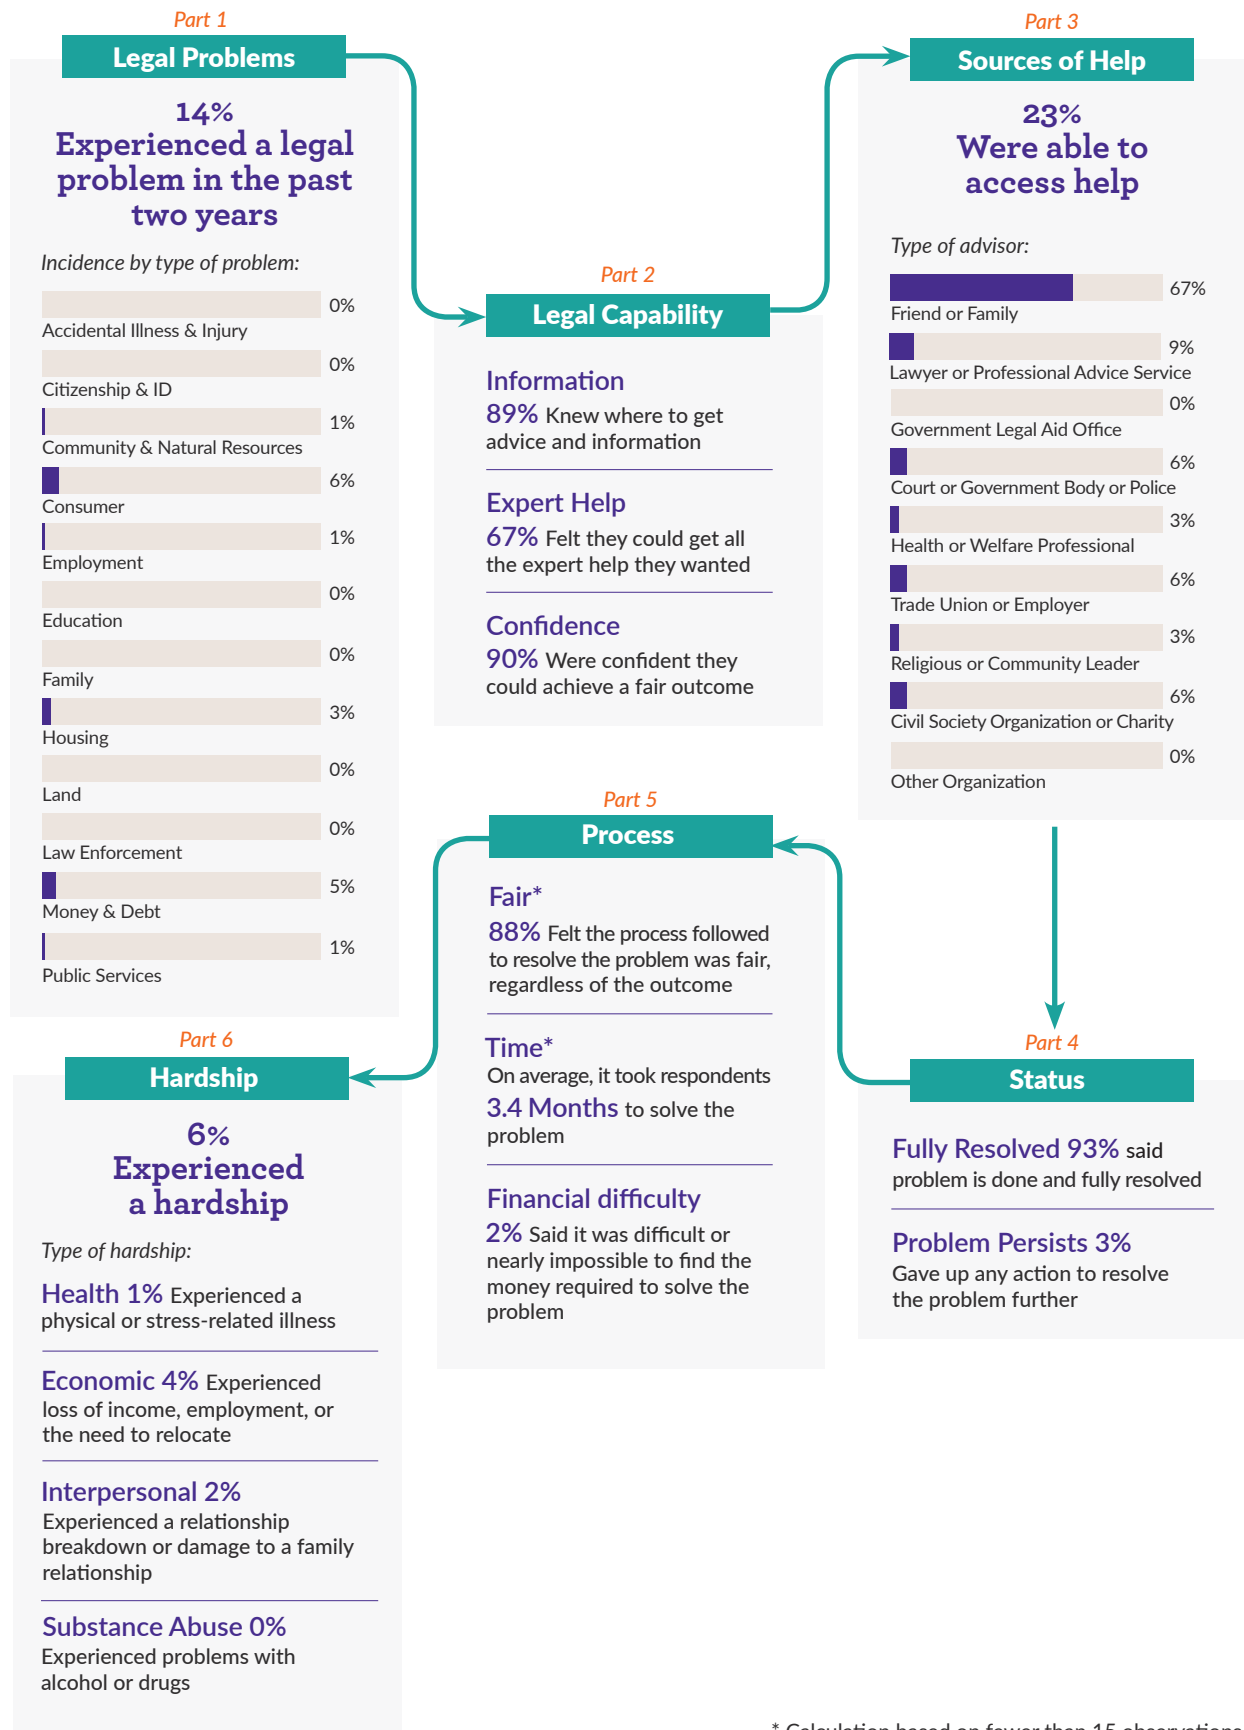 Part 1
Legal Problems
14%
Experienced a legal
problem in the past
two years
Incidence by type of problem:
0%
Accidental Illness & Injury
0%
Citizenship & ID
1%
Community & Natural Resources
6%
Consumer
1%
Employment
0%
Education
0%
Family
3%
Housing
0%
Land
0%
Law Enforcement
5%
Money & Debt
1%
Public Services
Part 2
Legal Capability
Information
89% Knew where to get
advice and information
Expert Help
67% Felt they could get all
the expert help they wanted
Confidence
90% Were confident they
could achieve a fair outcome
Part 3
Sources of Help
23%
Were able to
access help
Type of advisor:
67%
Friend or Family
9%
Lawyer or Professional Advice Service
0%
Government Legal Aid Office
6%
Court or Government Body or Police
3%
Health or Welfare Professional
6%
Trade Union or Employer
3%
Religious or Community Leader
6%
Civil Society Organization or Charity
0%
Other Organization
Part 4
Status
Fully Resolved 93% said
problem is done and fully resolved
Problem Persists 3%
Gave up any action to resolve
the problem further
Part 5
Process
Fair*
88% Felt the process followed
to resolve the problem was fair,
regardless of the outcome
Time*
On average, it took respondents
3.4 Months to solve the
problem
Financial difficulty
2% Said it was difficult or
nearly impossible to find the
money required to solve the
problem
Part 6
Hardship
6%
Experienced
a hardship
Type of hardship:
Health 1% Experienced a
physical or stress-related illness
Economic 4% Experienced
loss of income, employment, or
the need to relocate
Interpersonal 2%
Experienced a relationship
breakdown or damage to a family
relationship
Substance Abuse 0%
Experienced problems with
alcohol or drugs
* Calculation based on fewer than 15 observations